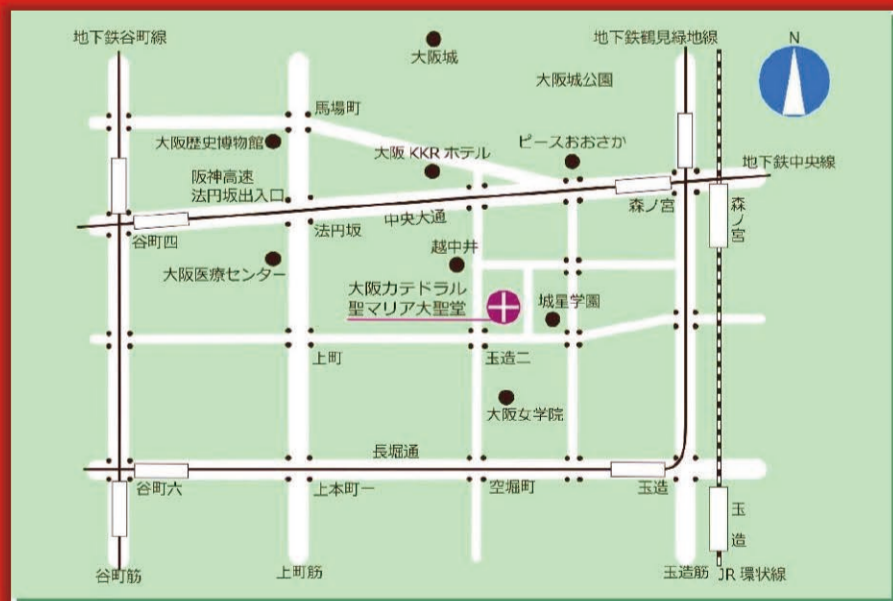 地下鉄谷町線
大阪城
地下鉄鶴見緑地線
N
大阪城公園
馬場町
大阪歴史博物館
大阪 KKR ホテル
ピースおおさか
地下鉄中央線
阪神高速
法円坂出入口
森ノ宮
森ノ宮
中央大通
法円坂
谷町四
越中井
大阪医療センター
大阪カテドラル
聖マリア大聖堂
城星学園
上町
玉造二
大阪女学院
長堀通
谷町六
上本町一
空堀町
玉造
玉造
谷町筋
上町筋
玉造筋
JR 環状線